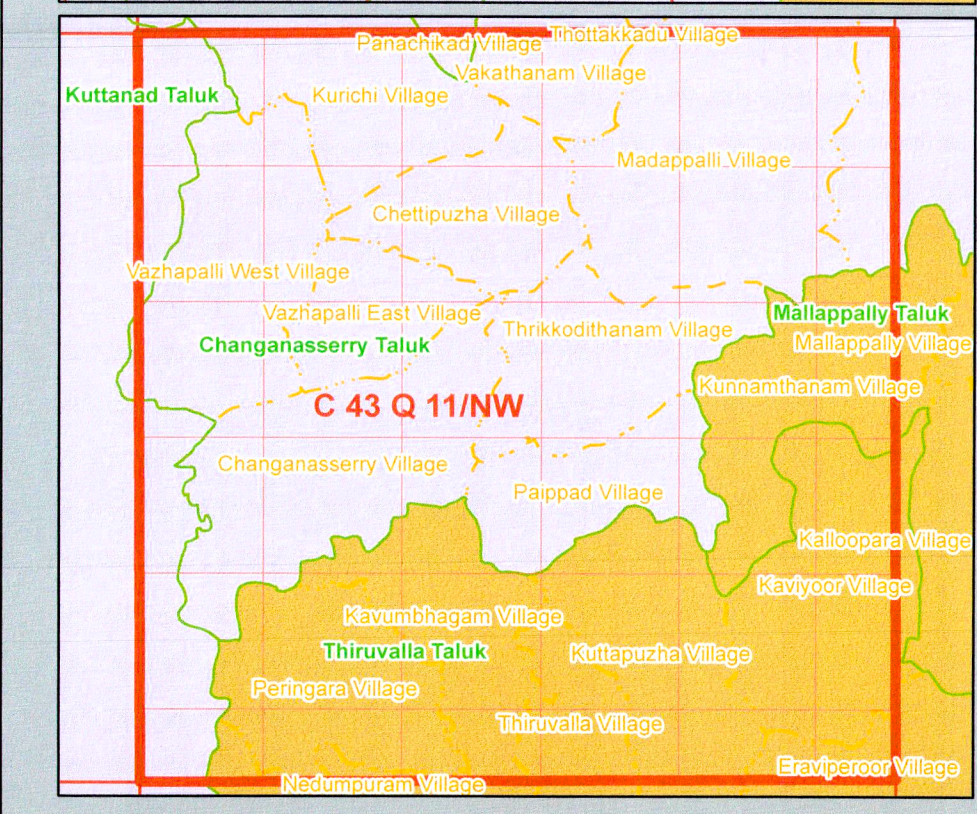 Thottakkadu Village
Panachikad Village
Vakathanam Village
Kuttanad Taluk
Kurichi Village
Madappalli Village
Chettipuzha Village
Vazhapalli West Village
Vazhapalli East Village
Mallappally Taluk
Thrikkodithanam Village
Changanasserry Taluk
Mallappally Village
Kunnamthanam Village
C 43 Q 11/NW
Changanasserry Village
Paippad Village
Kalloopara Village
Kaviyoor Village
Kavumbhagam Village
Thiruvalla Taluk
Kuttapuzha Village
Peringara Village
Thiruvalla Village
Eraviperoor Village
Nedumpuram Village